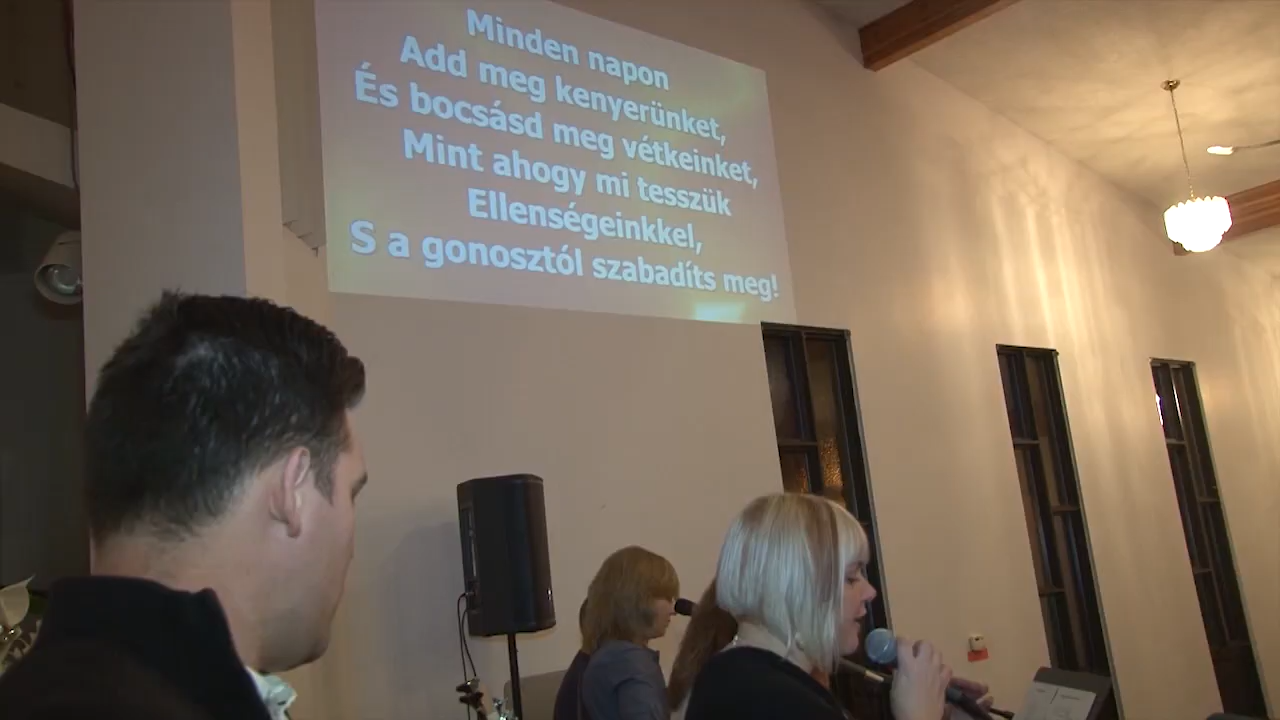 Minden napon
Add meg kenyerünket,
És bocsásd meg vétkeinket,
Mint ahogy mi tesszük
Ellenségeinkkel,
S a gonosztól szabadíts meg!